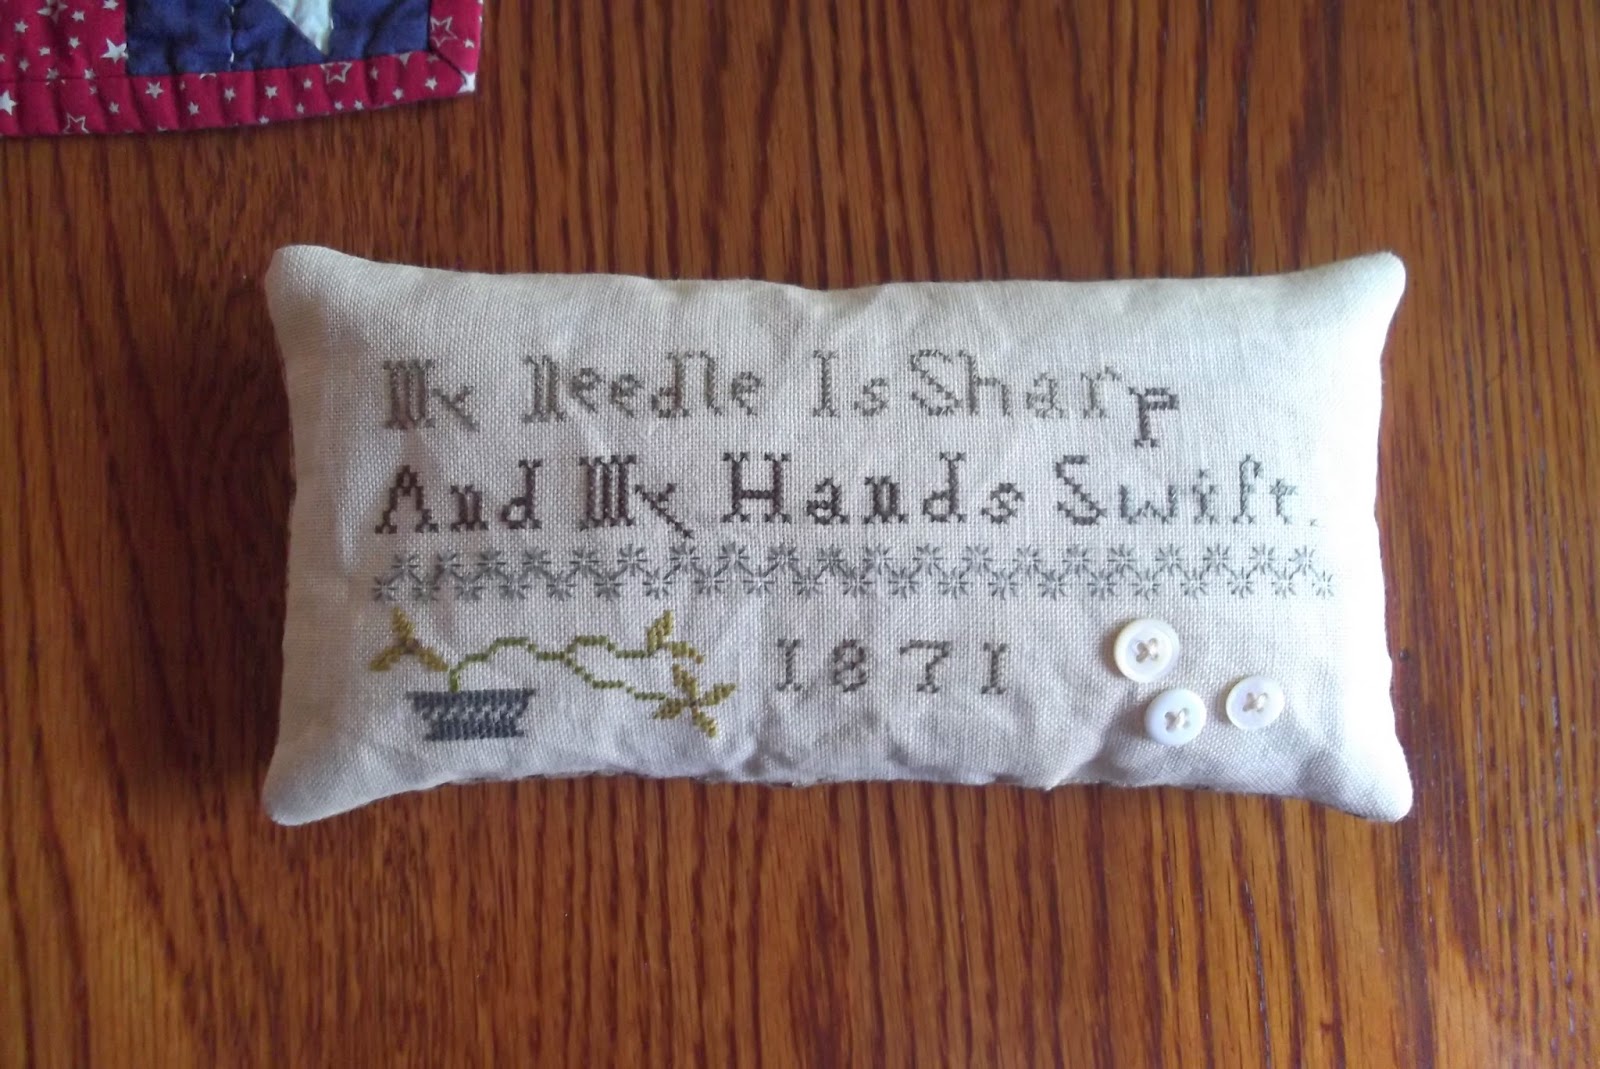 My Needle Is Sharp
And My Hands Swift.
1871